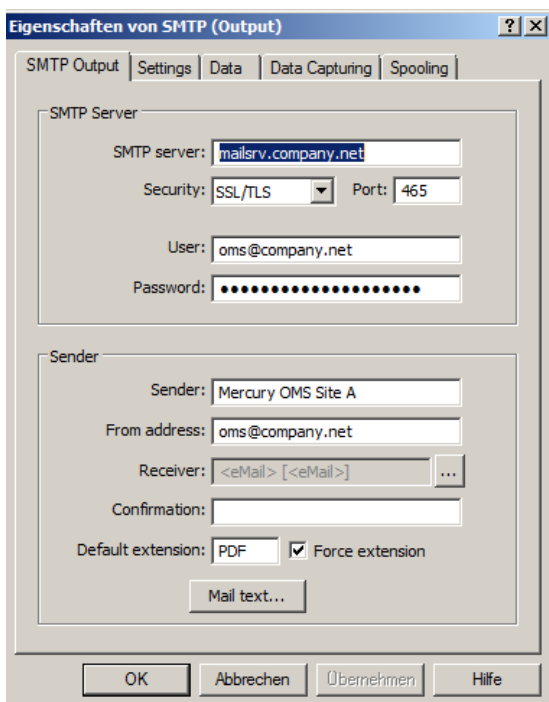 Eigenschaften von SMTP (Output)
SMTP Output Settings Data Data Capturing Spooling
SMTP Server
SMTP server: mailsrv.company.net
Security: SSL/TLS Port: 465
User: oms@company.net
Password: ●●●●●●●●●●●●●●●●●●●●
Sender
Sender: Mercury OMS Site A
From address: oms@company.net
Receiver: <eMail> [<eMail>] ...
Confirmation:
Default extension: PDF Force extension
Mail text...
OK Abbrechen Übernehmen Hilfe